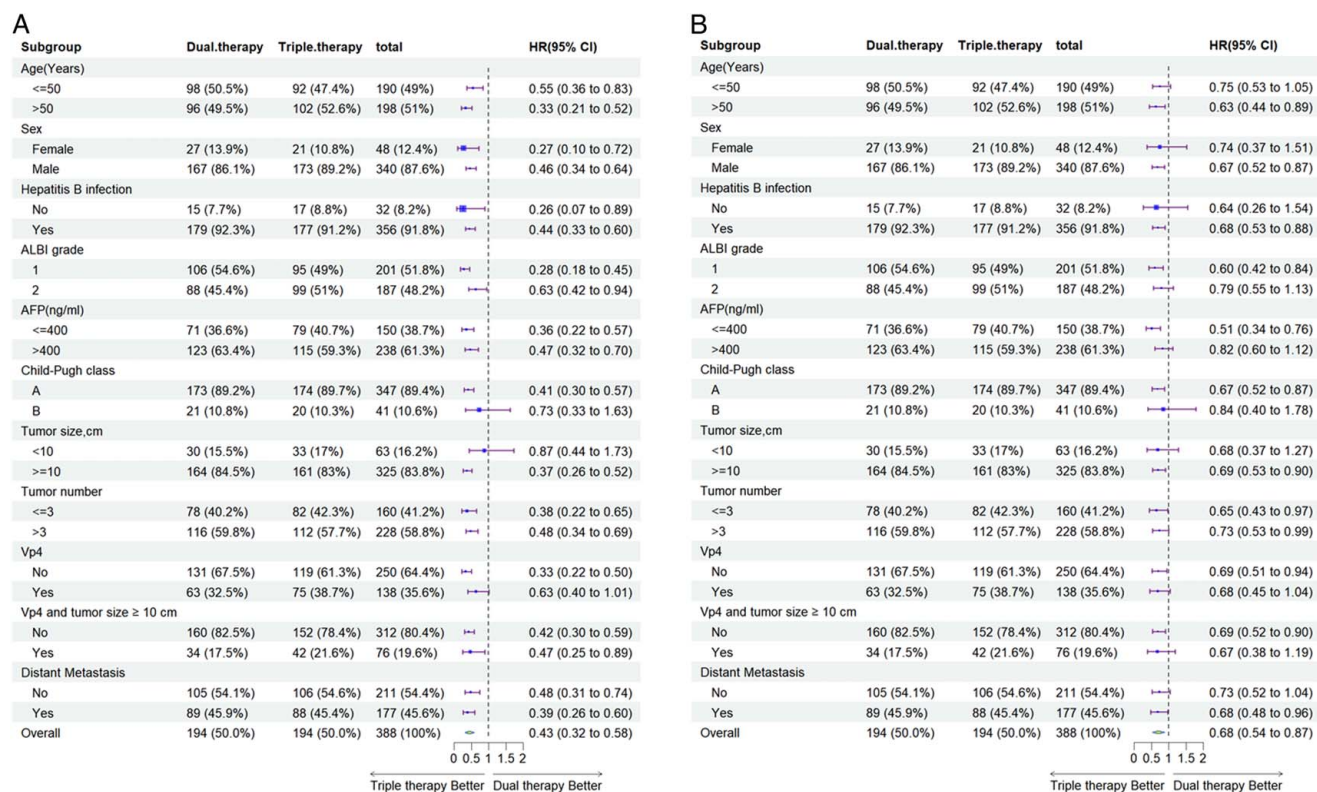 A
Subgroup Dual.therapy Triple.therapy total HR(95% CI)
Age(Years)
<=50 98 (50.5%) 92 (47.4%) 190 (49%) 0.55 (0.36 to 0.83)
>50 96 (49.5%) 102 (52.6%) 198 (51%) 0.33 (0.21 to 0.52)
Sex
Female 27 (13.9%) 21 (10.8%) 48 (12.4%) 0.27 (0.10 to 0.72)
Male 167 (86.1%) 173 (89.2%) 340 (87.6%) 0.46 (0.34 to 0.64)
Hepatitis B infection
No 15 (7.7%) 17 (8.8%) 32 (8.2%) 0.26 (0.07 to 0.89)
Yes 179 (92.3%) 177 (91.2%) 356 (91.8%) 0.44 (0.33 to 0.60)
ALBI grade
1 106 (54.6%) 95 (49%) 201 (51.8%) 0.28 (0.18 to 0.45)
2 88 (45.4%) 99 (51%) 187 (48.2%) 0.63 (0.42 to 0.94)
AFP(ng/ml)
<=400 71 (36.6%) 79 (40.7%) 150 (38.7%) 0.36 (0.22 to 0.57)
>400 123 (63.4%) 115 (59.3%) 238 (61.3%) 0.47 (0.32 to 0.70)
Child-Pugh class
A 173 (89.2%) 174 (89.7%) 347 (89.4%) 0.41 (0.30 to 0.57)
B 21 (10.8%) 20 (10.3%) 41 (10.6%) 0.73 (0.33 to 1.63)
Tumor size,cm
<10 30 (15.5%) 33 (17%) 63 (16.2%) 0.87 (0.44 to 1.73)
>=10 164 (84.5%) 161 (83%) 325 (83.8%) 0.37 (0.26 to 0.52)
Tumor number
<=3 78 (40.2%) 82 (42.3%) 160 (41.2%) 0.38 (0.22 to 0.65)
>3 116 (59.8%) 112 (57.7%) 228 (58.8%) 0.48 (0.34 to 0.69)
Vp4
No 131 (67.5%) 119 (61.3%) 250 (64.4%) 0.33 (0.22 to 0.50)
Yes 63 (32.5%) 75 (38.7%) 138 (35.6%) 0.63 (0.40 to 1.01)
Vp4 and tumor size ≥ 10 cm
No 160 (82.5%) 152 (78.4%) 312 (80.4%) 0.42 (0.30 to 0.59)
Yes 34 (17.5%) 42 (21.6%) 76 (19.6%) 0.47 (0.25 to 0.89)
Distant Metastasis
No 105 (54.1%) 106 (54.6%) 211 (54.4%) 0.48 (0.31 to 0.74)
Yes 89 (45.9%) 88 (45.4%) 177 (45.6%) 0.39 (0.26 to 0.60)
Overall 194 (50.0%) 194 (50.0%) 388 (100%) 0.43 (0.32 to 0.58)
0 0.5 1 1.5 2
Triple therapy Better Dual therapy Better
B
Subgroup Dual.therapy Triple.therapy total HR(95% CI)
Age(Years)
<=50 98 (50.5%) 92 (47.4%) 190 (49%) 0.75 (0.53 to 1.05)
>50 96 (49.5%) 102 (52.6%) 198 (51%) 0.63 (0.44 to 0.89)
Sex
Female 27 (13.9%) 21 (10.8%) 48 (12.4%) 0.74 (0.37 to 1.51)
Male 167 (86.1%) 173 (89.2%) 340 (87.6%) 0.67 (0.52 to 0.87)
Hepatitis B infection
No 15 (7.7%) 17 (8.8%) 32 (8.2%) 0.64 (0.26 to 1.54)
Yes 179 (92.3%) 177 (91.2%) 356 (91.8%) 0.68 (0.53 to 0.88)
ALBI grade
1 106 (54.6%) 95 (49%) 201 (51.8%) 0.60 (0.42 to 0.84)
2 88 (45.4%) 99 (51%) 187 (48.2%) 0.79 (0.55 to 1.13)
AFP(ng/ml)
<=400 71 (36.6%) 79 (40.7%) 150 (38.7%) 0.51 (0.34 to 0.76)
>400 123 (63.4%) 115 (59.3%) 238 (61.3%) 0.82 (0.60 to 1.12)
Child-Pugh class
A 173 (89.2%) 174 (89.7%) 347 (89.4%) 0.67 (0.52 to 0.87)
B 21 (10.8%) 20 (10.3%) 41 (10.6%) 0.84 (0.40 to 1.78)
Tumor size,cm
<10 30 (15.5%) 33 (17%) 63 (16.2%) 0.68 (0.37 to 1.27)
>=10 164 (84.5%) 161 (83%) 325 (83.8%) 0.69 (0.53 to 0.90)
Tumor number
<=3 78 (40.2%) 82 (42.3%) 160 (41.2%) 0.65 (0.43 to 0.97)
>3 116 (59.8%) 112 (57.7%) 228 (58.8%) 0.73 (0.53 to 0.99)
Vp4
No 131 (67.5%) 119 (61.3%) 250 (64.4%) 0.69 (0.51 to 0.94)
Yes 63 (32.5%) 75 (38.7%) 138 (35.6%) 0.68 (0.45 to 1.04)
Vp4 and tumor size ≥ 10 cm
No 160 (82.5%) 152 (78.4%) 312 (80.4%) 0.69 (0.52 to 0.90)
Yes 34 (17.5%) 42 (21.6%) 76 (19.6%) 0.67 (0.38 to 1.19)
Distant Metastasis
No 105 (54.1%) 106 (54.6%) 211 (54.4%) 0.73 (0.52 to 1.04)
Yes 89 (45.9%) 88 (45.4%) 177 (45.6%) 0.68 (0.48 to 0.96)
Overall 194 (50.0%) 194 (50.0%) 388 (100%) 0.68 (0.54 to 0.87)
0 0.5 1 1.5 2
Triple therapy Better Dual therapy Better